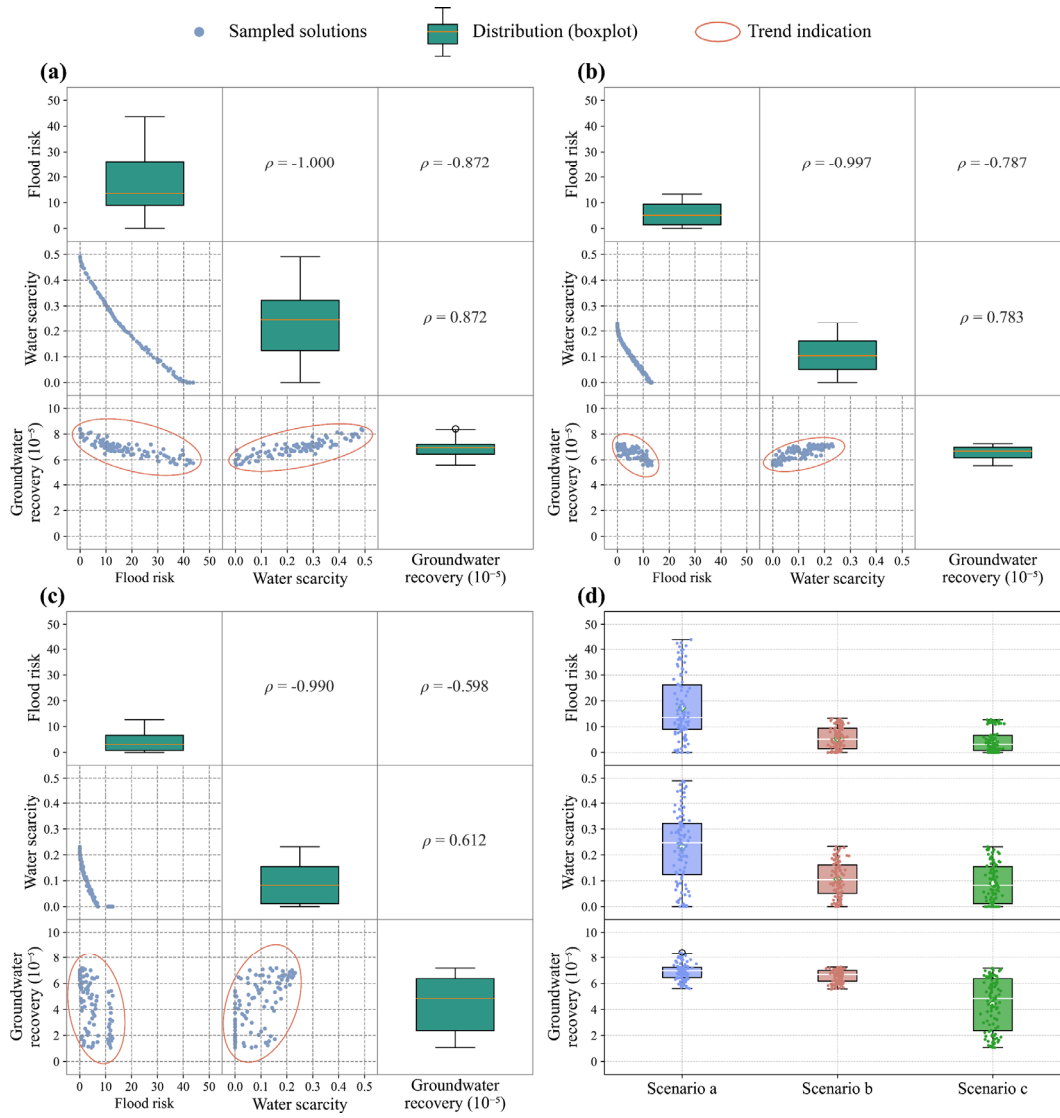 Sampled solutions
Distribution (boxplot)
Trend indication
(a)
Flood risk
50
40
30
20
10
0
ρ = -1.000
ρ = -0.872
Water scarcity
0.5
0.4
0.3
0.2
0.1
0.0
ρ = 0.872
Groundwater
recovery (10⁻⁵)
10
8
6
4
2
0
0 10 20 30 40 50
Flood risk
0.0 0.1 0.2 0.3 0.4 0.5
Water scarcity
Groundwater
recovery (10⁻⁵)
(b)
Flood risk
50
40
30
20
10
0
ρ = -0.997
ρ = -0.787
Water scarcity
0.5
0.4
0.3
0.2
0.1
0.0
ρ = 0.783
Groundwater
recovery (10⁻⁵)
10
8
6
4
2
0
0 10 20 30 40 50
Flood risk
0.0 0.1 0.2 0.3 0.4 0.5
Water scarcity
Groundwater
recovery (10⁻⁵)
(c)
Flood risk
50
40
30
20
10
0
ρ = -0.990
ρ = -0.598
Water scarcity
0.5
0.4
0.3
0.2
0.1
0.0
ρ = 0.612
Groundwater
recovery (10⁻⁵)
10
8
6
4
2
0
0 10 20 30 40 50
Flood risk
0.0 0.1 0.2 0.3 0.4 0.5
Water scarcity
Groundwater
recovery (10⁻⁵)
(d)
Flood risk
50
40
30
20
10
0
Water scarcity
0.5
0.4
0.3
0.2
0.1
0.0
Groundwater
recovery (10⁻⁵)
10
8
6
4
2
0
Scenario a
Scenario b
Scenario c